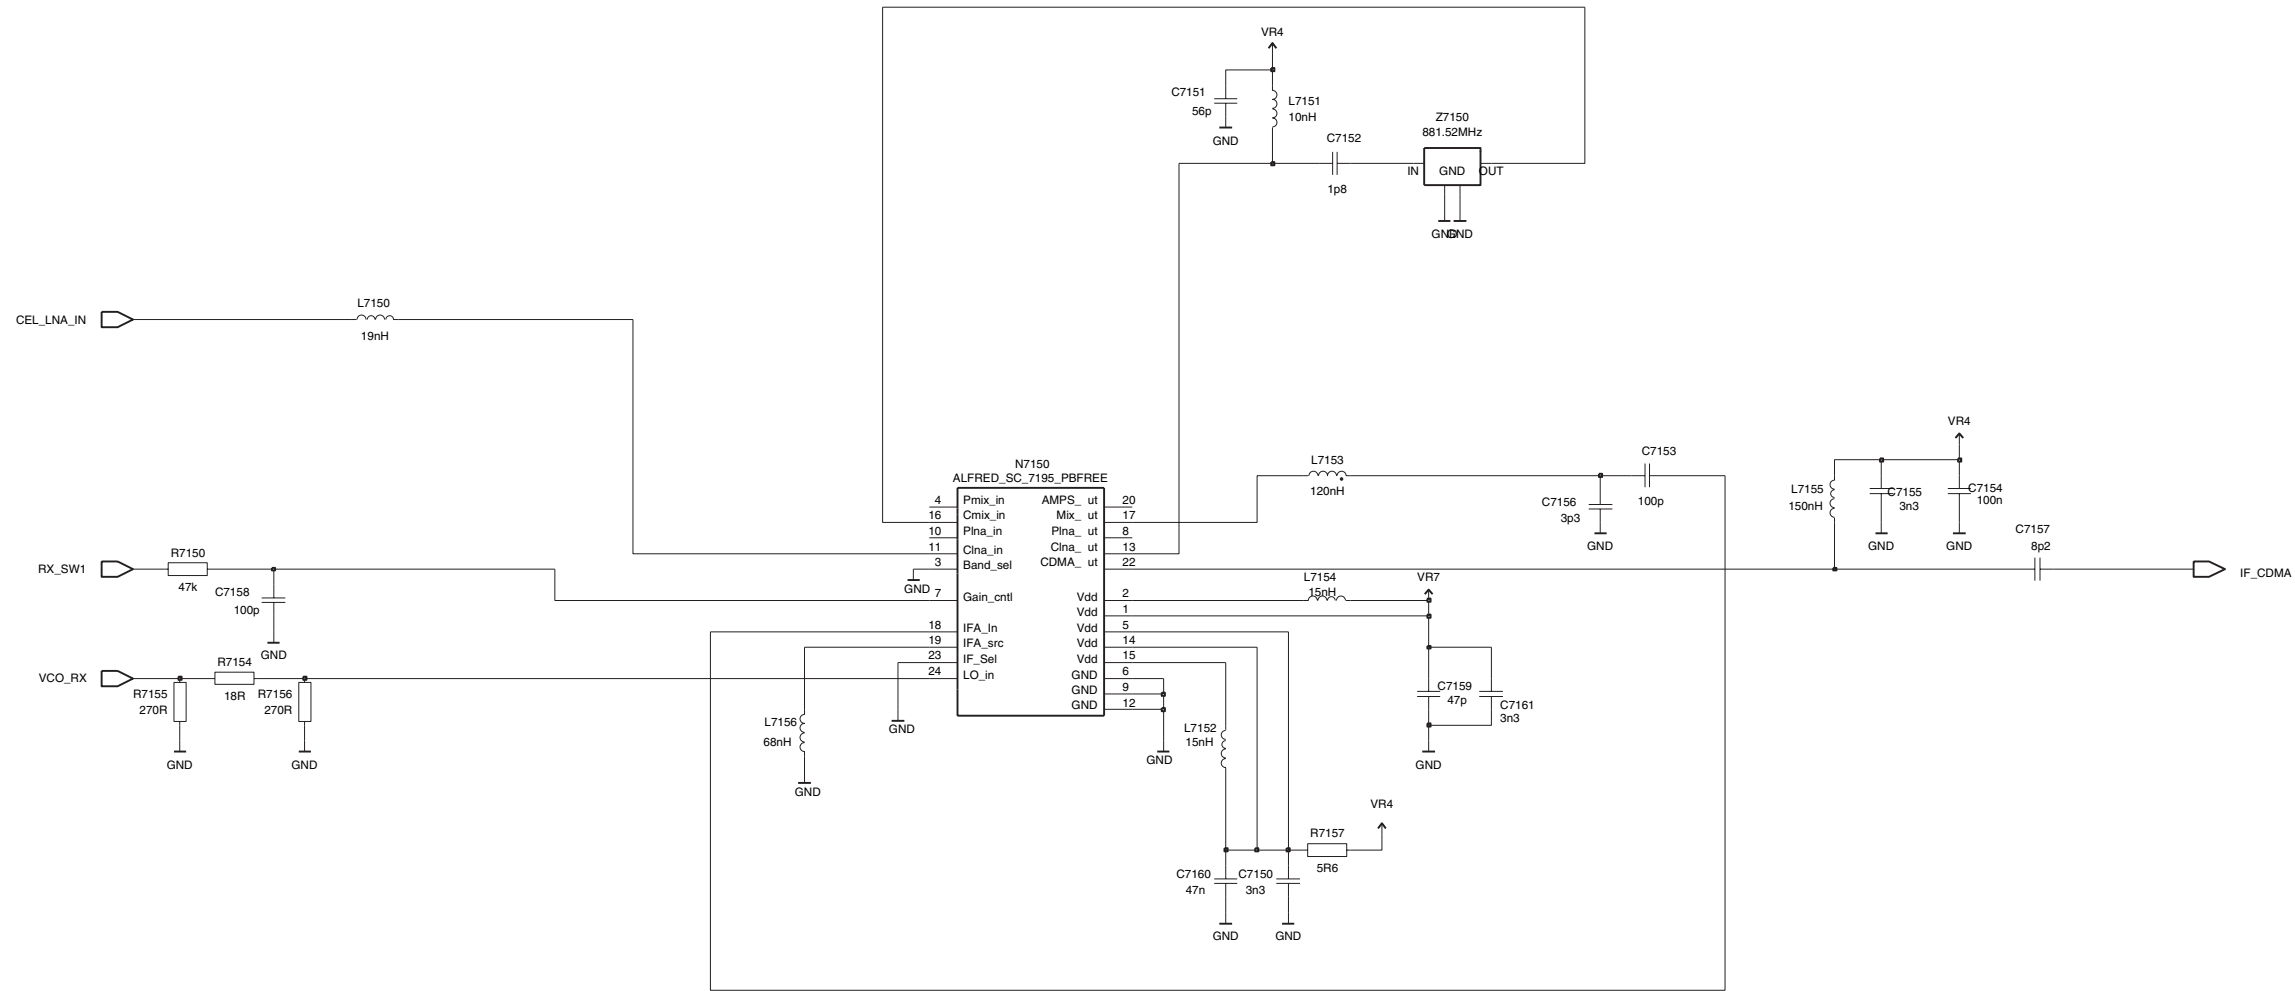 VR4
C7151
56p
GND
L7151
10nH
C7152
1p8
Z7150
881.52MHz
IN
GND
OUT
GND
GND
CEL_LNA_IN
L7150
19nH
N7150
ALFRED_SC_7195_PBFREE
4 Pmix_in AMPS_ ut 20
16 Cmix_in Mix_ ut 17
10 Plna_in Plna_ ut 8
11 Clna_in Clna_ ut 13
3 Band_sel CDMA_ ut 22
GND
7 Gain_cntl Vdd 2
Vdd 1
18 IFA_In Vdd 5
19 IFA_src Vdd 14
23 IF_Sel Vdd 15
24 LO_in GND 6
GND 9
GND 12
L7153
120nH
C7153
100p
C7156
3p3
GND
VR4
L7155
150nH
C7155
3n3
GND
C7154
100n
GND
C7157
8p2
IF_CDMA
RX_SW1
R7150
47k
C7158
100p
GND
L7154
15nH
VR7
C7159
47p
C7161
3n3
GND
VCO_RX
R7155
270R
GND
R7154
18R
R7156
270R
GND
L7156
68nH
GND
GND
GND
L7152
15nH
VR4
R7157
5R6
C7160
47n
GND
C7150
3n3
GND